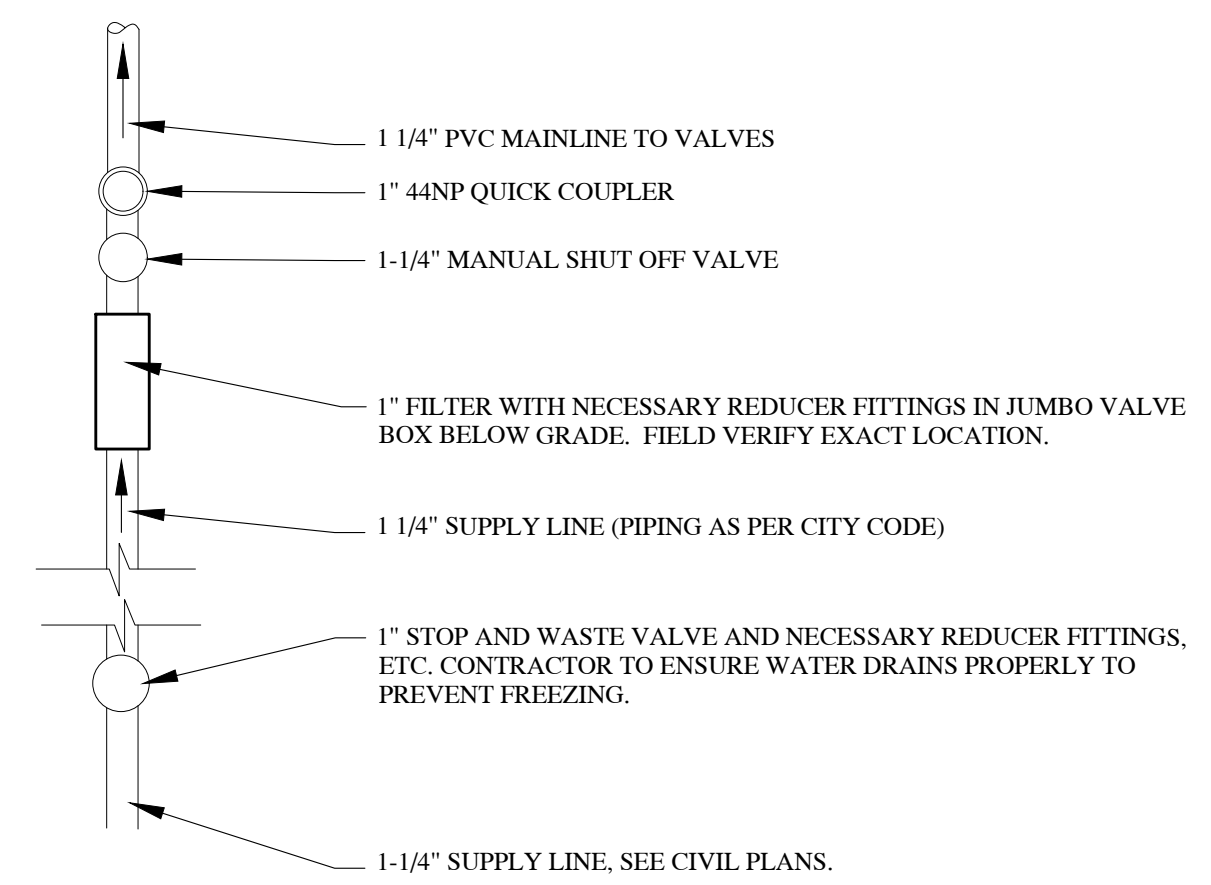 1 1/4" PVC MAINLINE TO VALVES
1" 44NP QUICK COUPLER
1-1/4" MANUAL SHUT OFF VALVE
1" FILTER WITH NECESSARY REDUCER FITTINGS IN JUMBO VALVE
BOX BELOW GRADE. FIELD VERIFY EXACT LOCATION.
1 1/4" SUPPLY LINE (PIPING AS PER CITY CODE)
1" STOP AND WASTE VALVE AND NECESSARY REDUCER FITTINGS,
ETC. CONTRACTOR TO ENSURE WATER DRAINS PROPERLY TO
PREVENT FREEZING.
1-1/4" SUPPLY LINE, SEE CIVIL PLANS.